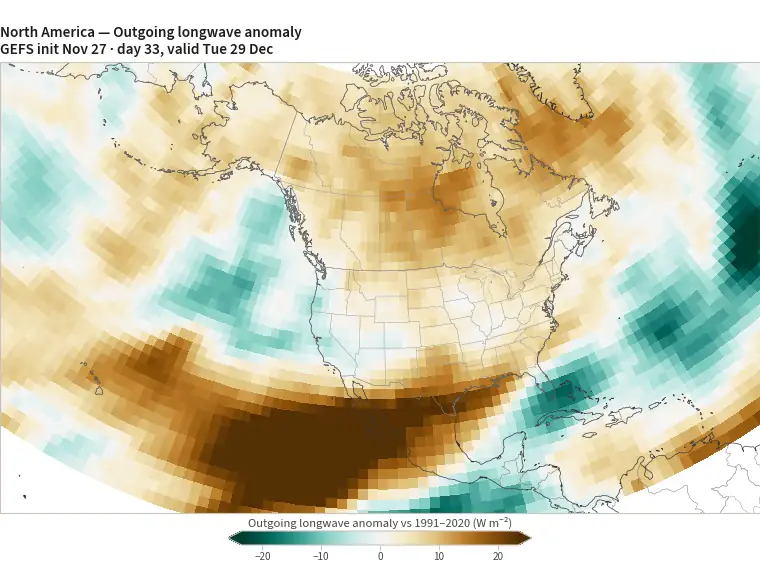 North America — Outgoing longwave anomaly
GEFS init Nov 27 · day 33, valid Tue 29 Dec
Outgoing longwave anomaly vs 1991–2020 (W m⁻²)
−20 −10 0 10 20